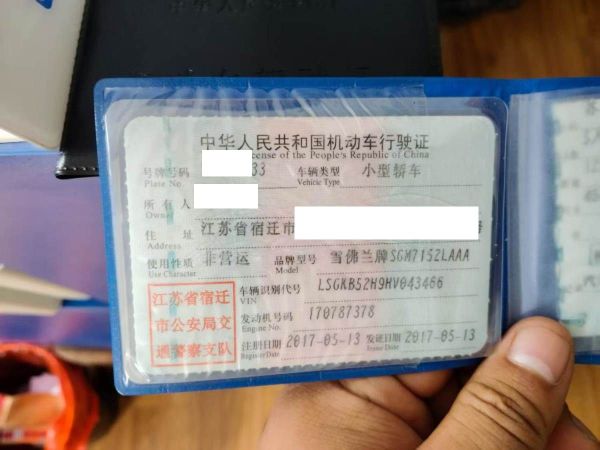 中华人民共和国机动车行驶证
ense of the People's Republic of China
号牌号码 33 车辆类型 小型轿车
Plate No. Vehicle Type
所有人
Owner
住址 江苏省宿迁市
Address
使用性质 非营运 品牌型号 雪佛兰牌SGM7152LAAA
Use Character Model
车辆识别代号 LSGKB52H9HV043466
VIN
发动机号码 170787378
Engine No.
注册日期 2017-05-13 发证日期 2017-05-13
Register Date Issue Date
江苏省宿迁
市公安局交
通警察支队